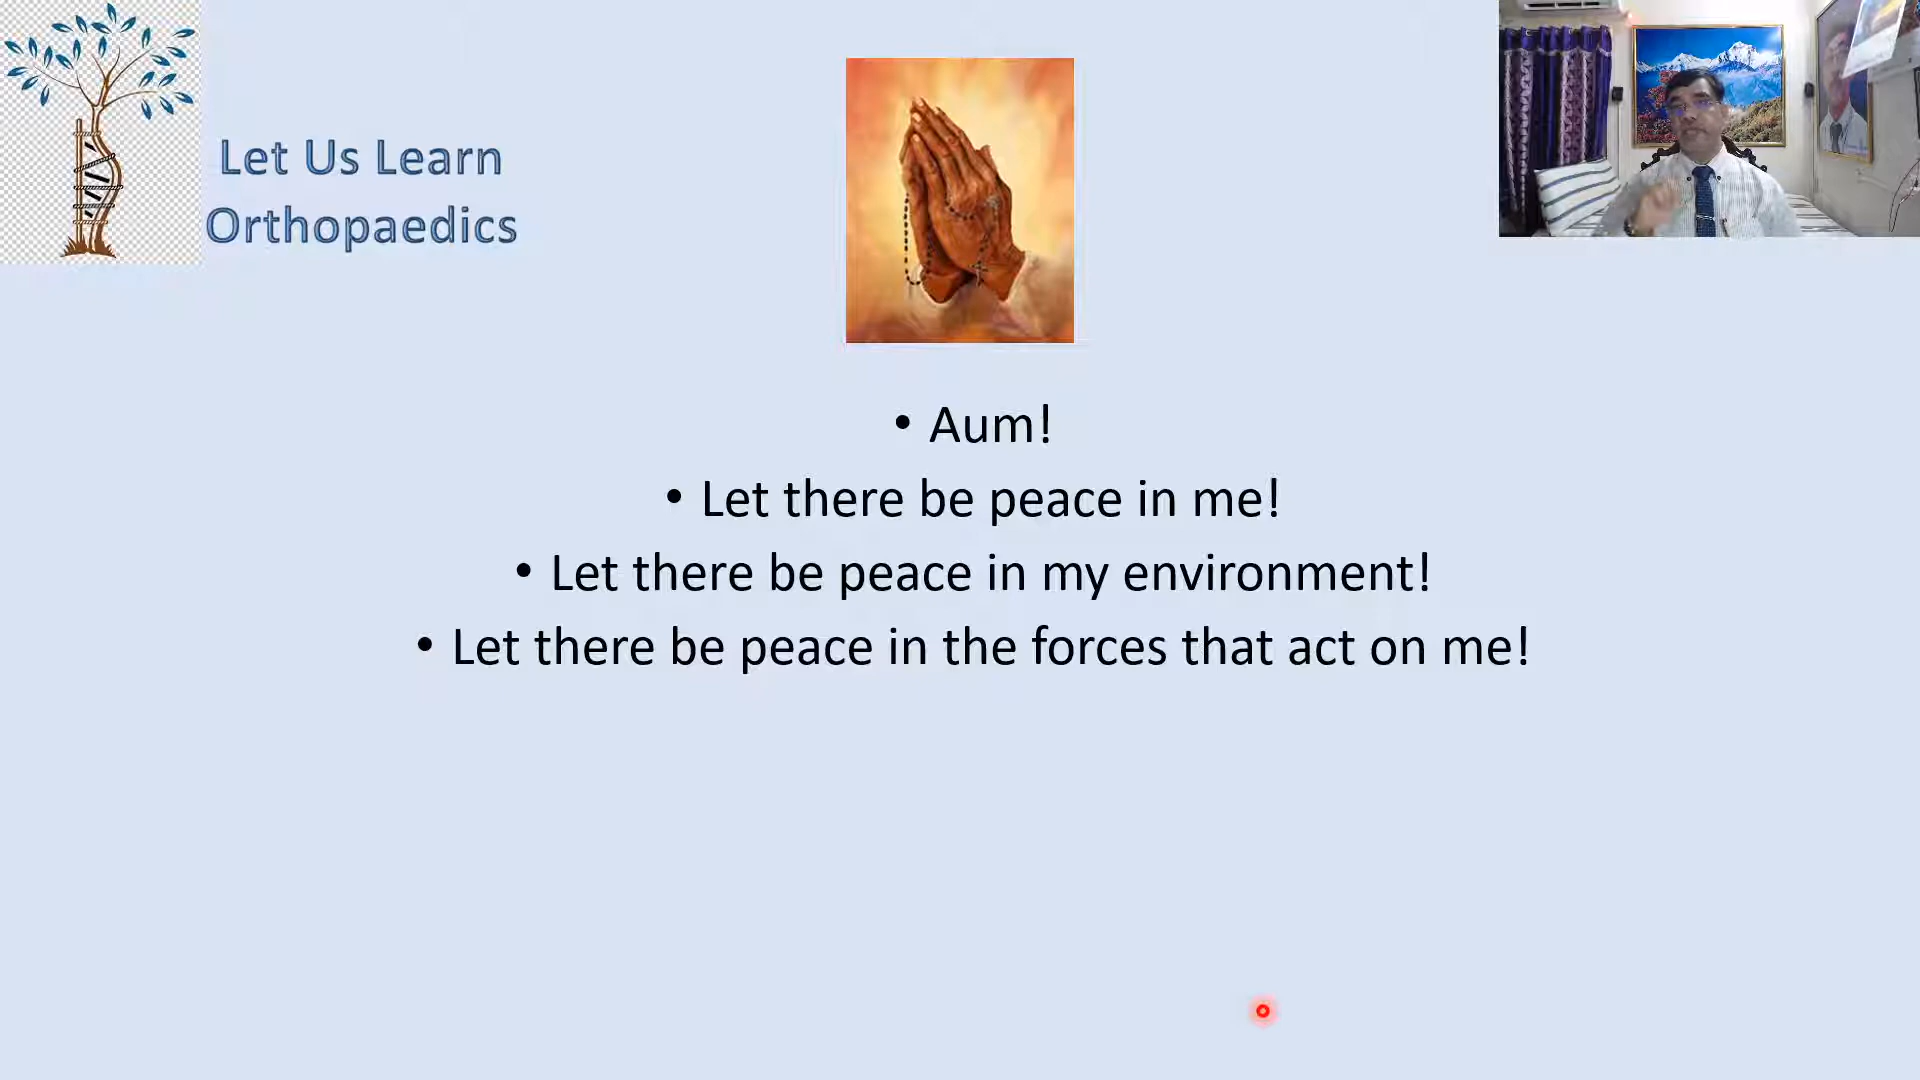 Let Us Learn
Orthopaedics
• Aum!
• Let there be peace in me!
• Let there be peace in my environment!
• Let there be peace in the forces that act on me!